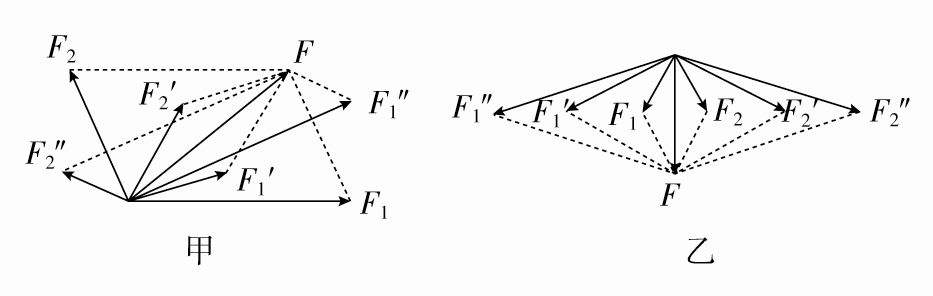 F₂ F
F₂′ F₁″
F₂″ F₁′ F₁
甲
F₁″ F₁′ F₁ F₂ F₂′ F₂″
F
乙